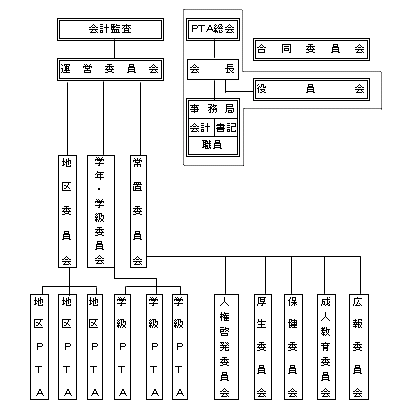 会計監査
運営委員会
PTA総会
会長
事務局
会計 書記
職員
合同委員会
役員会
地区委員会
学年・学級委員会
常置委員会
地区PTA
地区PTA
地区PTA
学級PTA
学級PTA
学級PTA
人権啓発委員会
厚生委員会
保健委員会
成人教育委員会
広報委員会